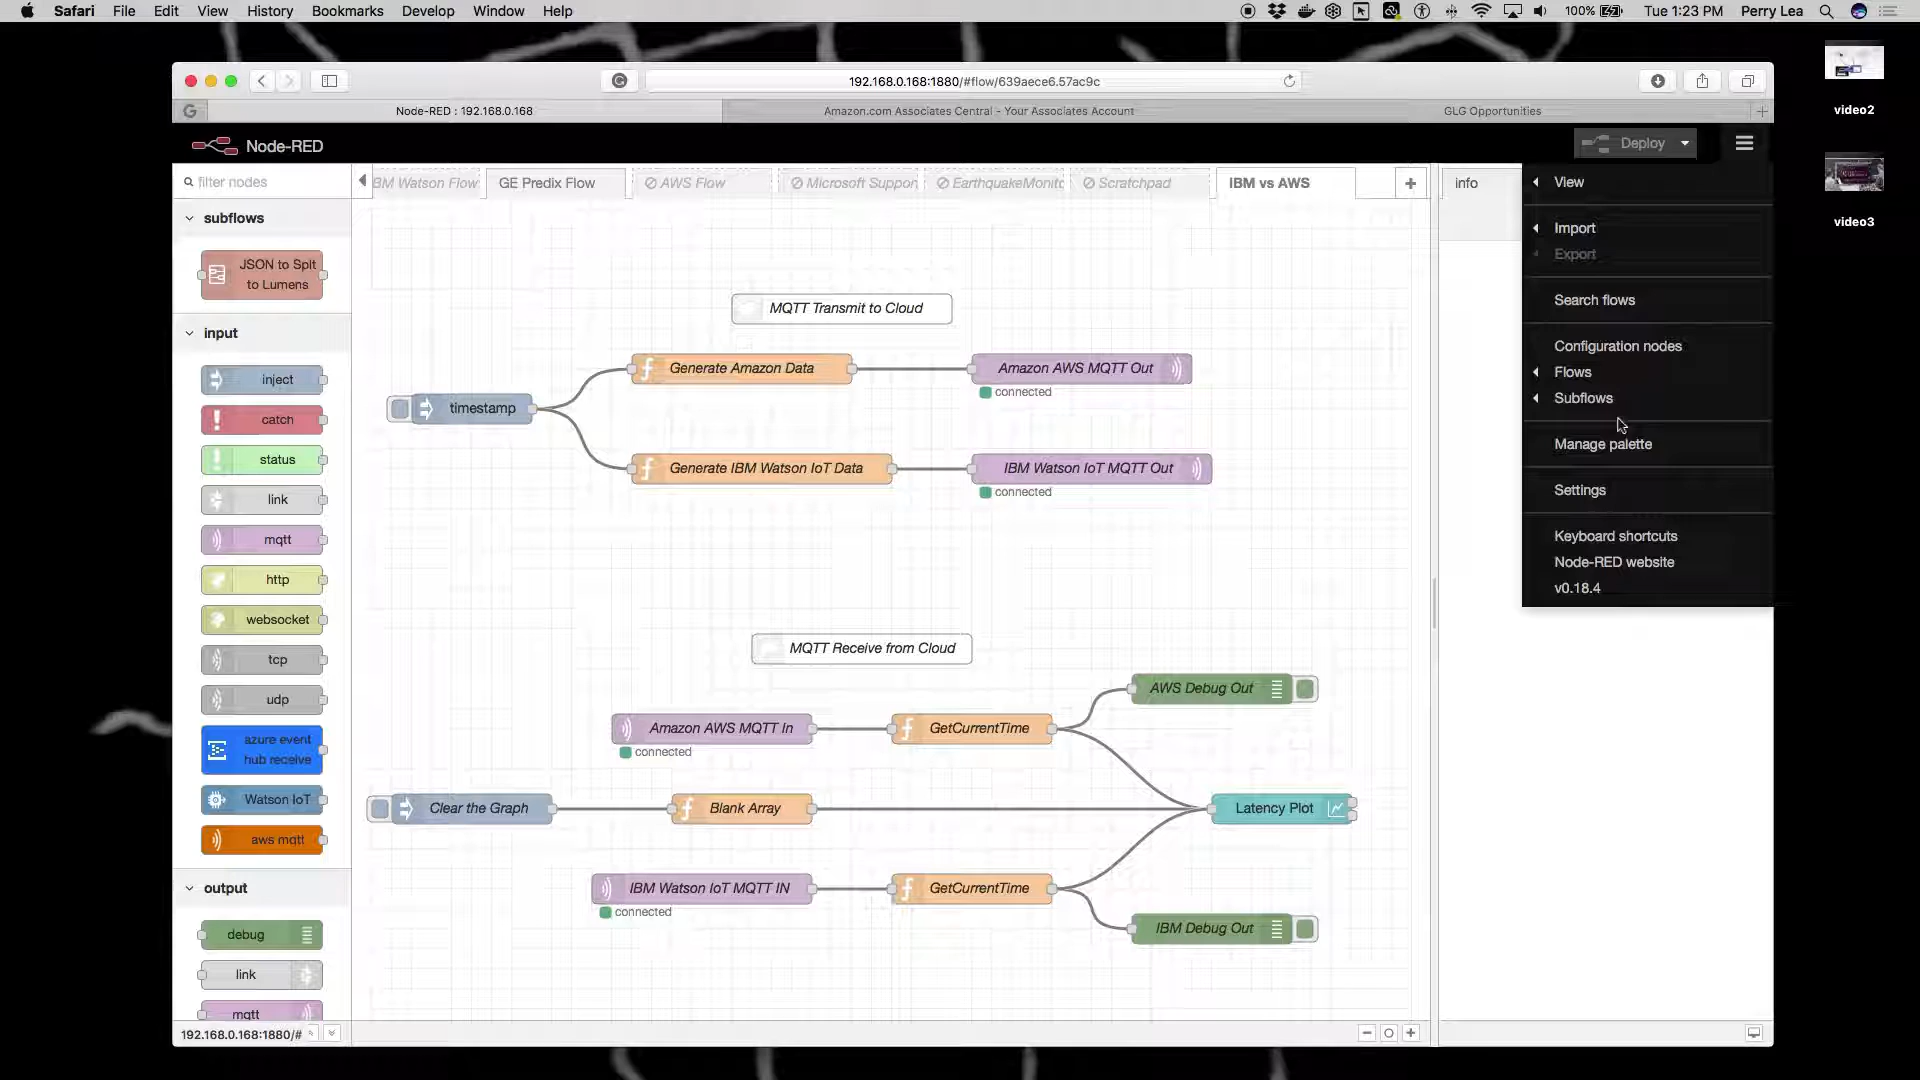 Safari File Edit View History Bookmarks Develop Window Help
100% Tue 1:23 PM Perry Lea
192.168.0.168:1880/#flow/639aece6.57ac9c
Node-RED : 192.168.0.168
Amazon.com Associates Central - Your Associates Account
GLG Opportunities
video2
video3
Node-RED
Deploy
filter nodes
IBM Watson Flow
GE Predix Flow
AWS Flow
Microsoft Suppor
EarthquakeMonito
Scratchpad
IBM vs AWS
info
View
Import
Export
Search flows
Configuration nodes
Flows
Subflows
Manage palette
Settings
Keyboard shortcuts
Node-RED website
v0.18.4
subflows
JSON to Split
to Lumens
input
inject
catch
status
link
mqtt
http
websocket
tcp
udp
azure event
hub receive
Watson IoT
aws mqtt
output
debug
link
mqtt
192.168.0.168:1880/#
MQTT Transmit to Cloud
Generate Amazon Data
Amazon AWS MQTT Out
connected
timestamp
Generate IBM Watson IoT Data
IBM Watson IoT MQTT Out
connected
MQTT Receive from Cloud
AWS Debug Out
Amazon AWS MQTT In
GetCurrentTime
connected
Clear the Graph
Blank Array
Latency Plot
IBM Watson IoT MQTT IN
GetCurrentTime
connected
IBM Debug Out